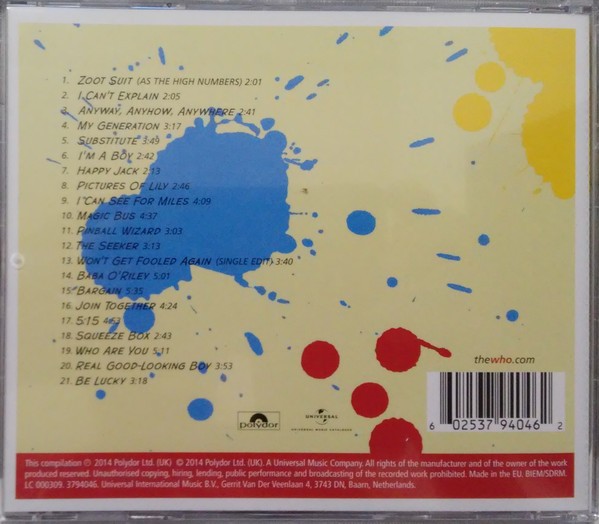 1. Zoot Suit (AS THE HIGH NUMBERS) 2:01
2. I Can't Explain 2:05
3. Anyway, Anyhow, Anywhere 2:41
4. My Generation 3:17
5. Substitute 3:49
6. I'm A Boy 2:42
7. Happy Jack 2:13
8. Pictures Of Lily 2:46
9. I Can See For Miles 4:09
10. Magic Bus 4:37
11. Pinball Wizard 3:03
12. The Seeker 3:13
13. Won't Get Fooled Again (SINGLE EDIT) 3:40
14. Baba O'Riley 5:01
15. Bargain 5:35
16. Join Together 4:24
17. 5:15 4:53
18. Squeeze Box 2:43
19. Who Are You 5:11
20. Real Good-Looking Boy 3:53
21. Be Lucky 3:18
thewho.com
polydor
UNIVERSAL
UNIVERSAL MUSIC CATALOGUE
6 02537 94046 2
This compilation ℗ 2014 Polydor Ltd. (UK) © 2014 Polydor Ltd. (UK). A Universal Music Company. All rights of the manufacturer and of the owner of the work
produced reserved. Unauthorised copying, hiring, lending, public performance and broadcasting of the recorded work prohibited. Made in the EU. BIEM/SDRM.
LC 000309. 3794046. Universal International Music B.V., Gerrit Van Der Veenlaan 4, 3743 DN, Baarn, Netherlands.